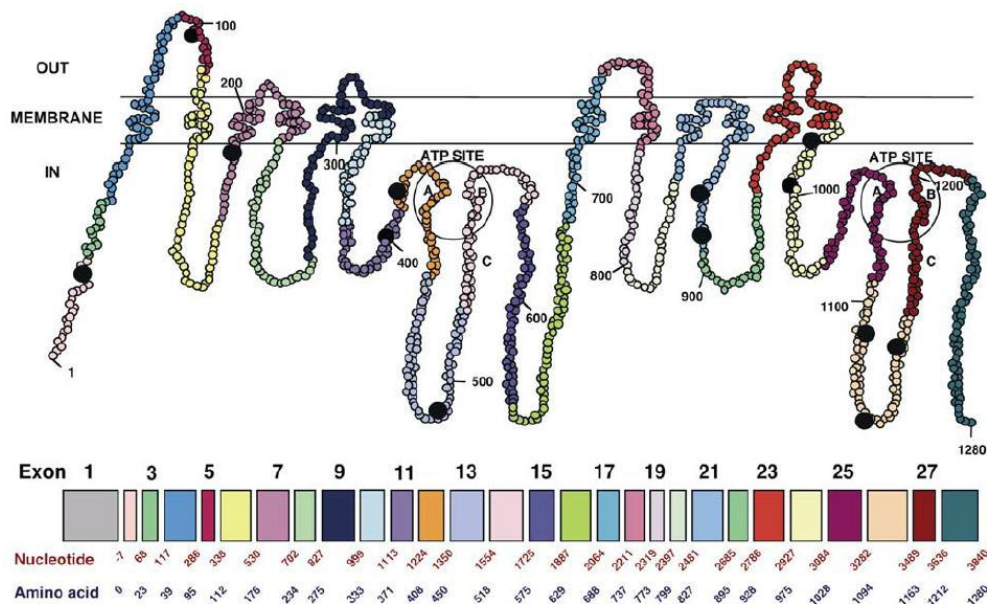 100
OUT
200
MEMBRANE
300
IN
ATP SITE
ATP SITE
A
B
1000
A
1200
B
700
400
C
800
C
900
600
1100
1
500
1280
Exon 1 3 5 7 9 11 13 15 17 19 21 23 25 27
Nucleotide -7 68 117 286 338 530 702 827 999 1113 1224 1350 1554 1725 1887 2064 2211 2319 2397 2481 2685 2786 2927 3084 3282 3489 3636 3840
Amino acid 0 23 39 95 112 176 234 275 333 371 408 450 518 575 629 688 737 773 799 827 895 928 975 1028 1094 1163 1212 1280